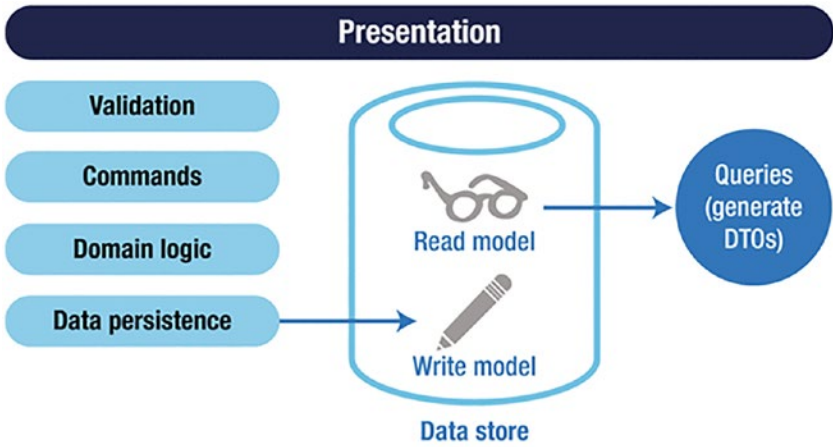 Presentation
Validation
Commands
Domain logic
Data persistence
Read model
Write model
Data store
Queries
(generate
DTOs)